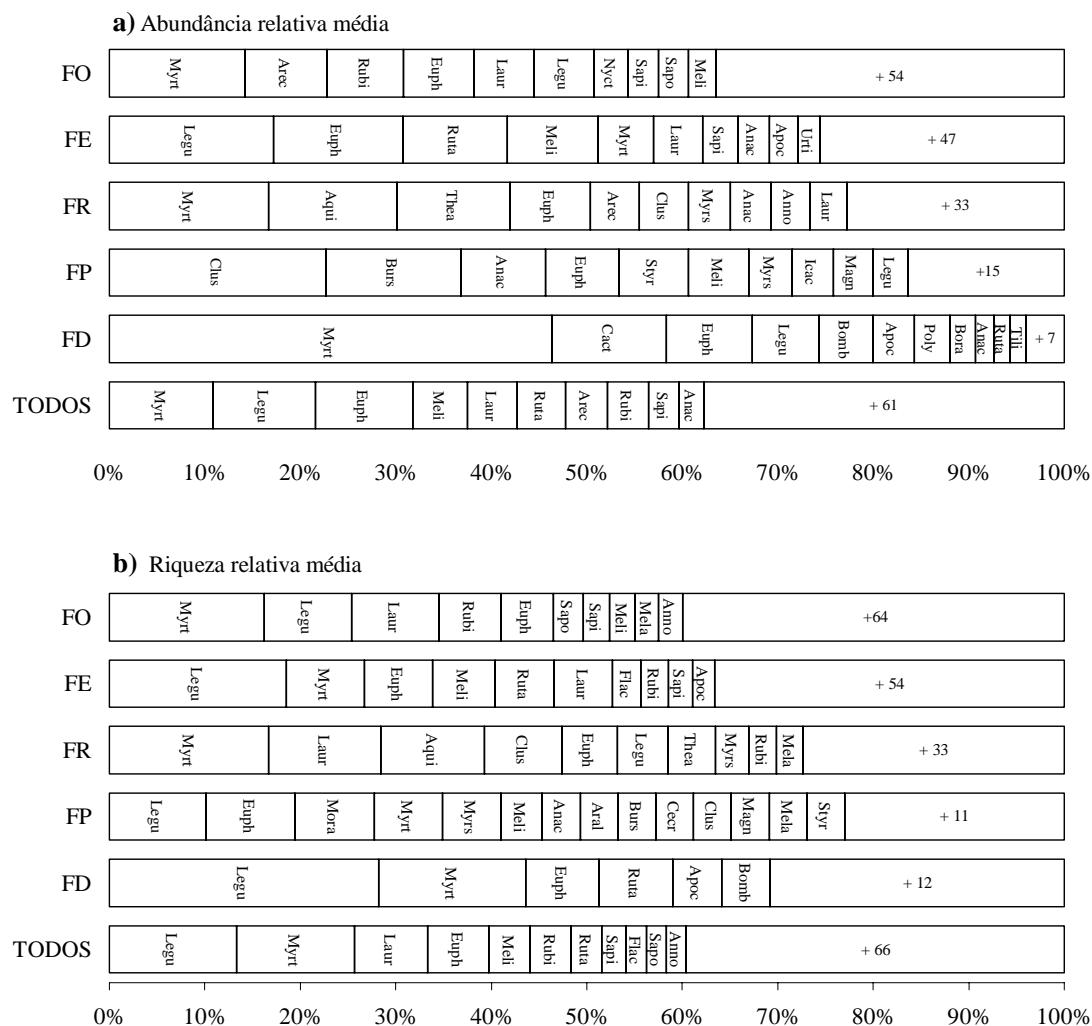 a) Abundância relativa média
FO Myrt Arec Rubi Euph Laur Legu Nyct Sapi Sapo Meli + 54
FE Legu Euph Ruta Meli Myrt Laur Sapi Anac Apoc Urti + 47
FR Myrt Aqui Thea Euph Arec Clus Myrs Anac Anno Laur + 33
FP Clus Burs Anac Euph Styr Meli Myrs Icac Magn Legu +15
FD Myrt Cact Euph Legu Bomb Apoc Poly Bora Anac Ruta Tili + 7
TODOS Myrt Legu Euph Meli Laur Ruta Arec Rubi Sapi Anac + 61
0% 10% 20% 30% 40% 50% 60% 70% 80% 90% 100%
b) Riqueza relativa média
FO Myrt Legu Laur Rubi Euph Sapo Sapi Meli Mela Anno +64
FE Legu Myrt Euph Meli Ruta Laur Flac Rubi Sapi Apoc + 54
FR Myrt Laur Aqui Clus Euph Legu Thea Myrs Rubi Mela + 33
FP Legu Euph Mora Myrt Myrs Meli Anac Aral Burs Cecr Clus Magn Mela Styr + 11
FD Legu Myrt Euph Ruta Apoc Bomb + 12
TODOS Legu Myrt Laur Euph Meli Rubi Ruta Sapi Flac Sapo Anno + 66
0% 10% 20% 30% 40% 50% 60% 70% 80% 90% 100%